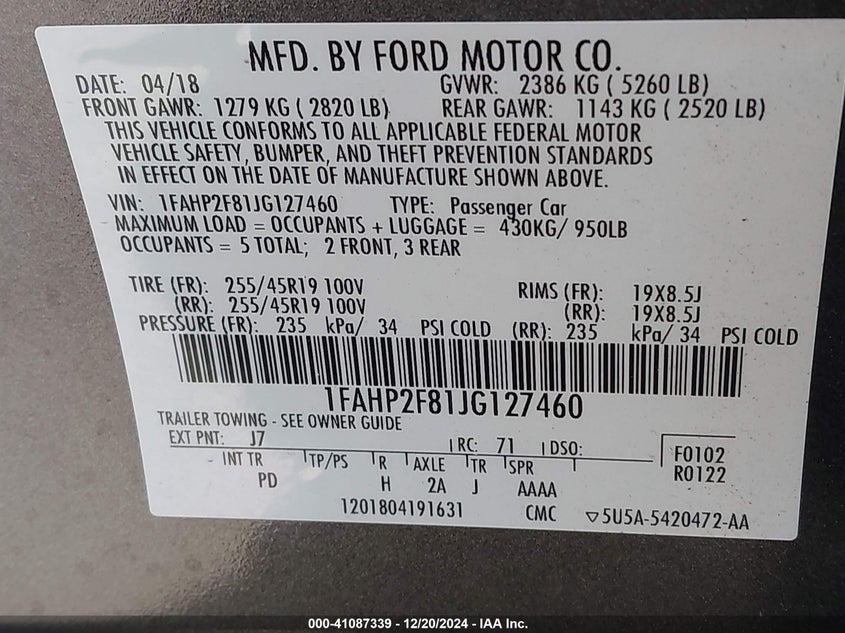 MFD. BY FORD MOTOR CO.
DATE: 04/18 GVWR: 2386 KG ( 5260 LB)
FRONT GAWR: 1279 KG ( 2820 LB) REAR GAWR: 1143 KG ( 2520 LB)
THIS VEHICLE CONFORMS TO ALL APPLICABLE FEDERAL MOTOR
VEHICLE SAFETY, BUMPER, AND THEFT PREVENTION STANDARDS
IN EFFECT ON THE DATE OF MANUFACTURE SHOWN ABOVE.
VIN: 1FAHP2F81JG127460 TYPE: Passenger Car
MAXIMUM LOAD = OCCUPANTS + LUGGAGE = 430KG/ 950LB
OCCUPANTS = 5 TOTAL; 2 FRONT, 3 REAR
TIRE (FR): 255/45R19 100V RIMS (FR): 19X8.5J
(RR): 255/45R19 100V (RR): 19X8.5J
PRESSURE (FR): 235 kPa/ 34 PSI COLD (RR): 235 kPa/ 34 PSI COLD
1FAHP2F81JG127460
TRAILER TOWING - SEE OWNER GUIDE
EXT PNT: J7 RC: 71 DSO: F0102
INT TR TP/PS R AXLE TR SPR R0122
PD H 2A J AAAA
1201804191631 CMC ▽5U5A-5420472-AA
000-41087339 - 12/20/2024 - IAA Inc.